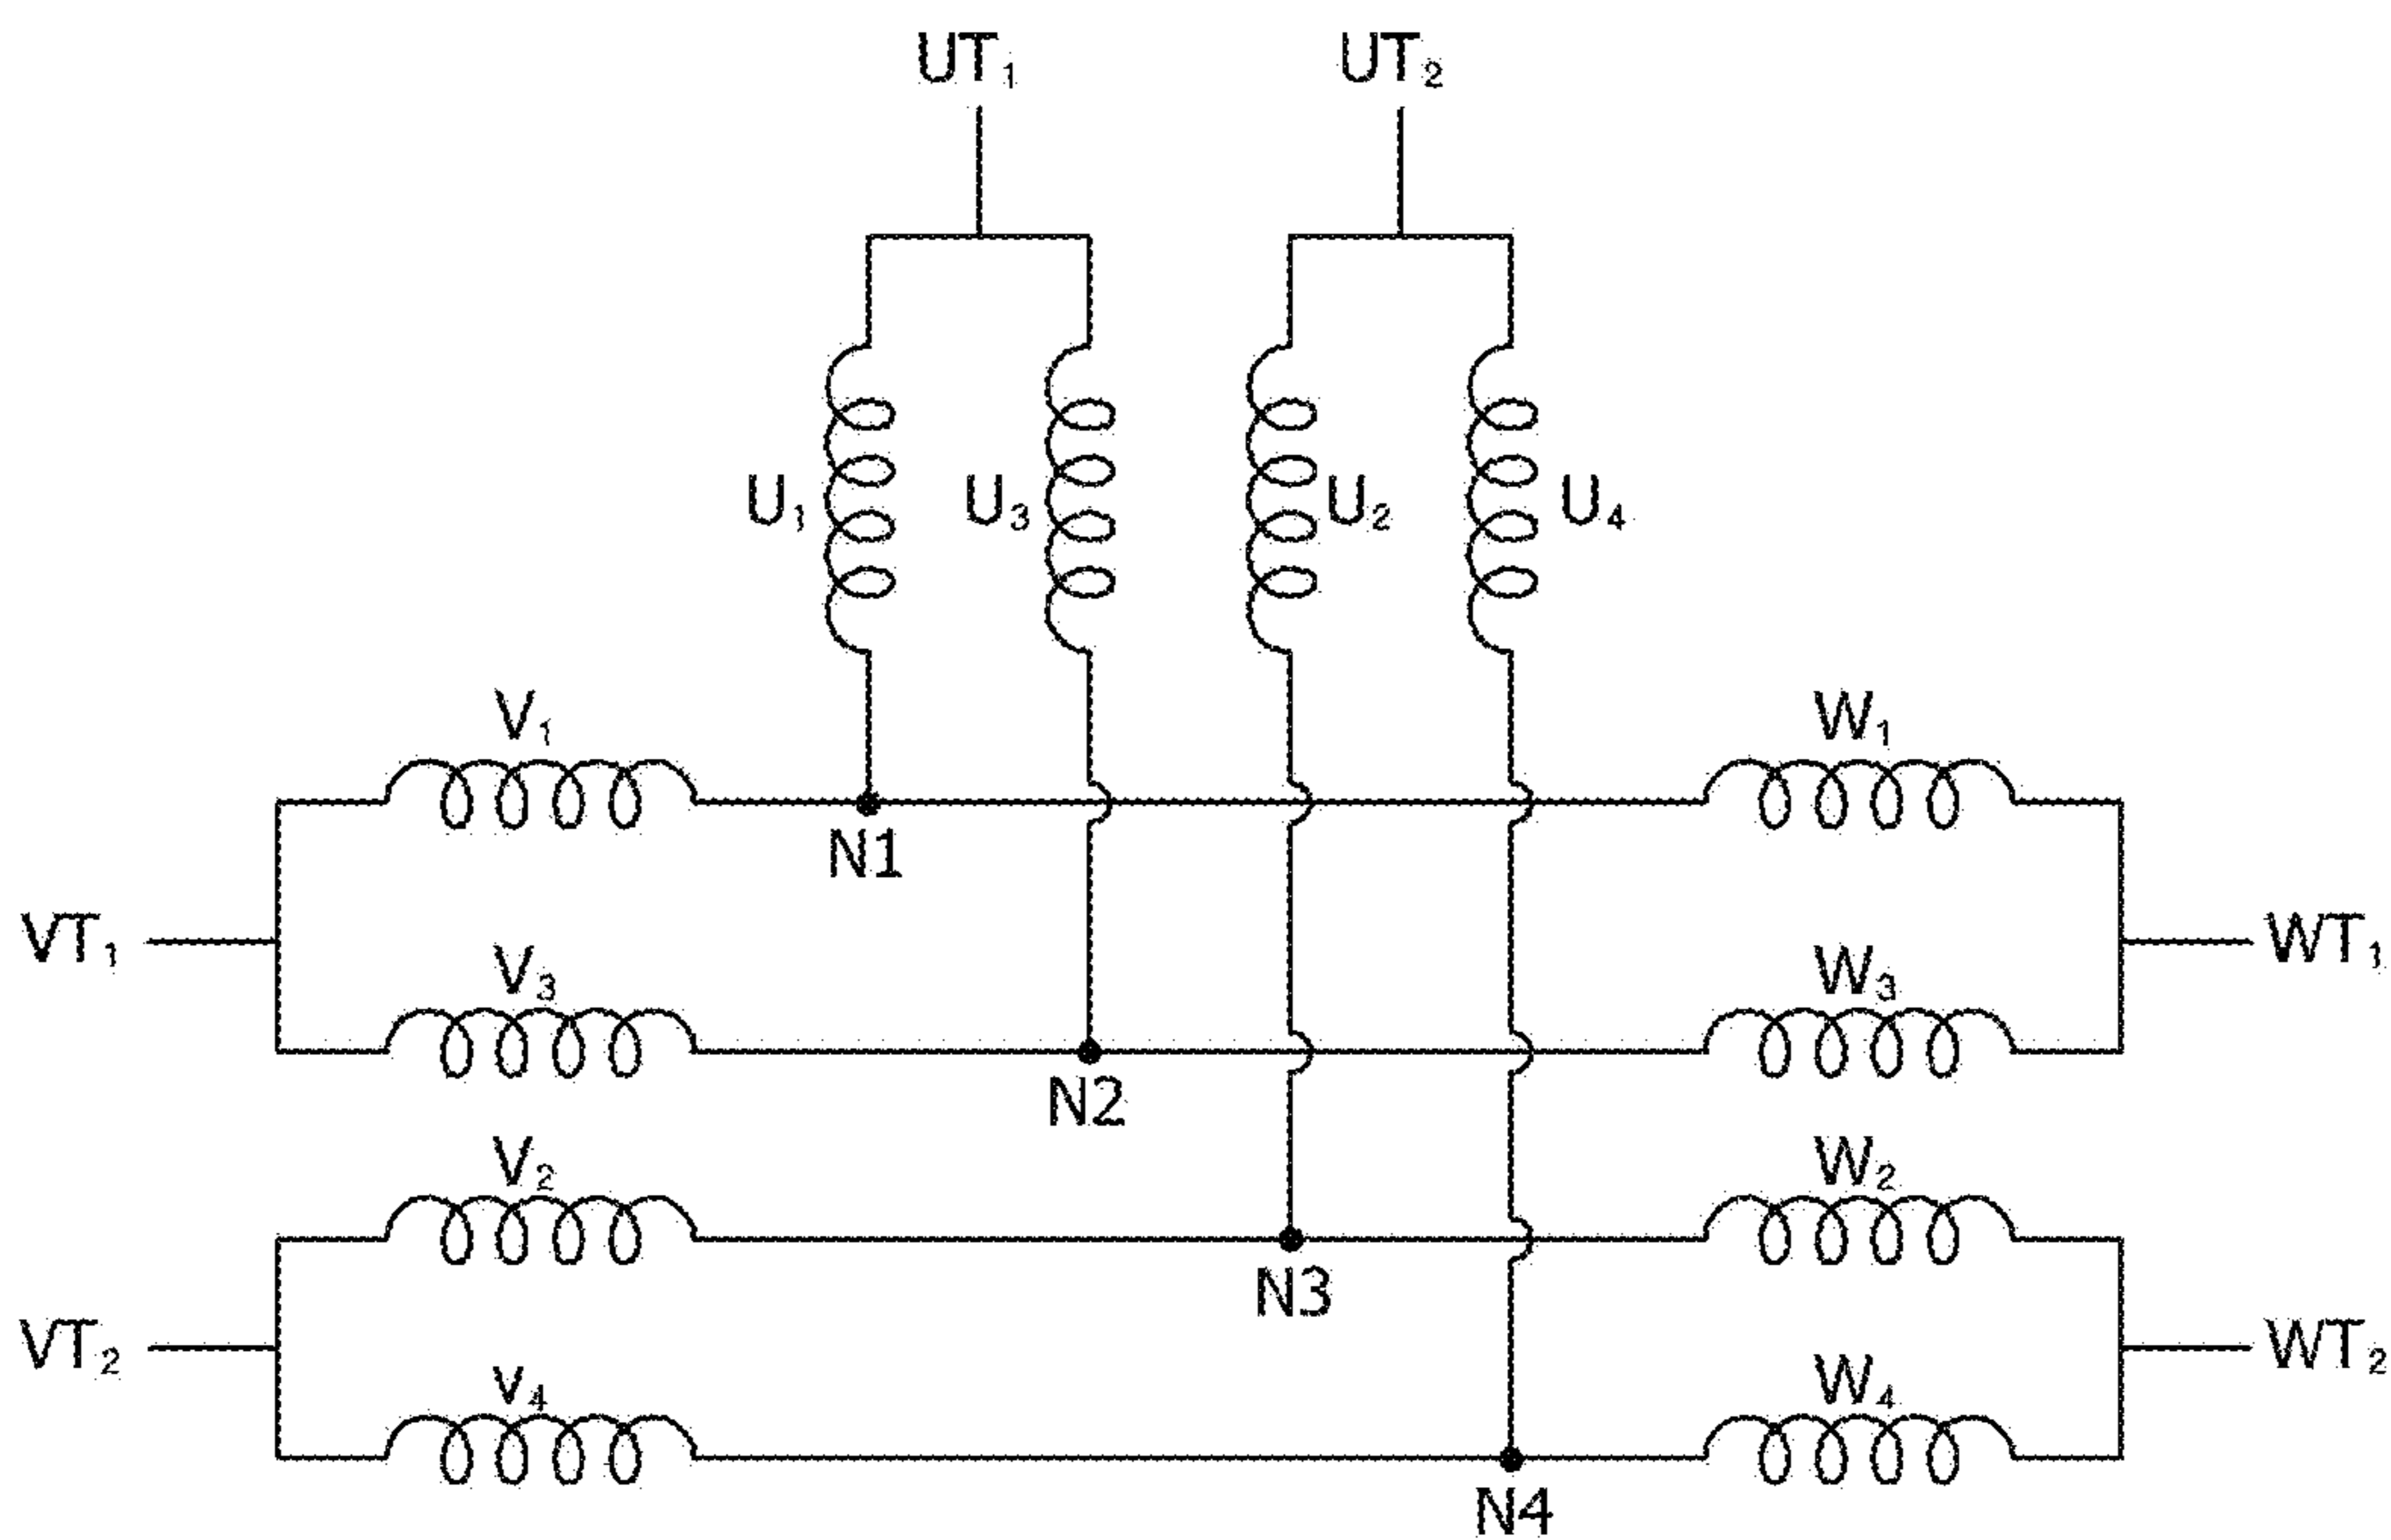 UT₁ UT₂
U₁ U₃ U₂ U₄
V₁ W₁
N1
VT₁ WT₁
V₃ W₃
N2
V₂ W₂
N3
VT₂ WT₂
V₄ W₄
N4